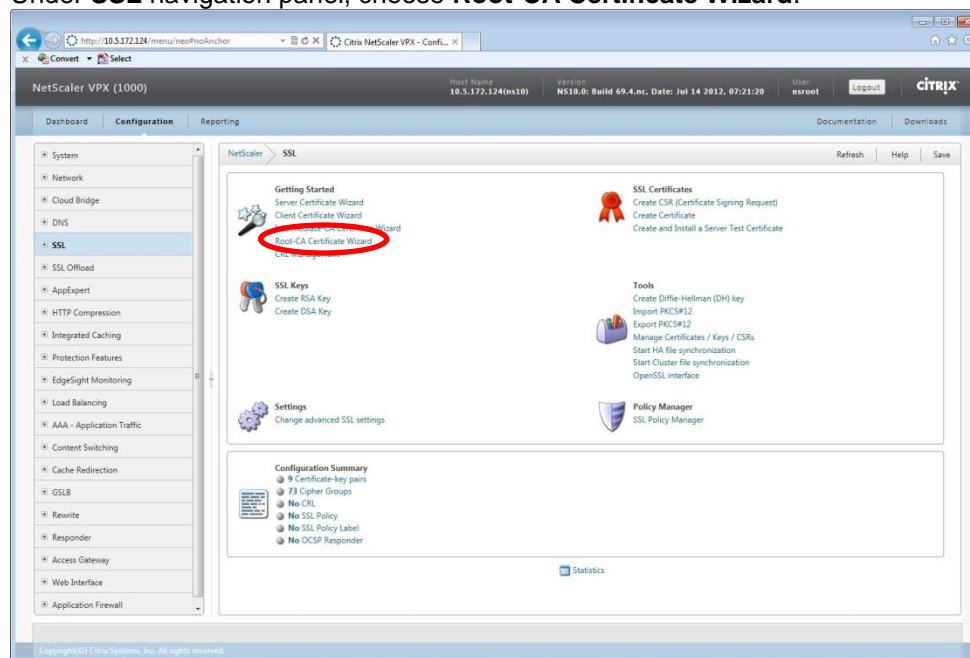 Under SSL navigation panel, choose Root-CA Certificate Wizard.
http://10.5.172.124/menu/neo#noAnchor
Citrix NetScaler VPX - Confi...
x Convert Select
NetScaler VPX (1000)
Host Name
10.5.172.124(ns10)
Version
NS10.0: Build 69.4.nc, Date: Jul 14 2012, 07:21:20
User
nsroot
Logout
CITRIX
Dashboard Configuration Reporting
Documentation Downloads
System
Network
Cloud Bridge
DNS
SSL
SSL Offload
AppExpert
HTTP Compression
Integrated Caching
Protection Features
EdgeSight Monitoring
Load Balancing
AAA - Application Traffic
Content Switching
Cache Redirection
GSLB
Rewrite
Responder
Access Gateway
Web Interface
Application Firewall
NetScaler SSL
Refresh Help Save
Getting Started
Server Certificate Wizard
Client Certificate Wizard
Intermediate-CA Certificate Wizard
Root-CA Certificate Wizard
CRL Management
SSL Certificates
Create CSR (Certificate Signing Request)
Create Certificate
Create and Install a Server Test Certificate
SSL Keys
Create RSA Key
Create DSA Key
Tools
Create Diffie-Hellman (DH) key
Import PKCS#12
Export PKCS#12
Manage Certificates / Keys / CSRs
Start HA file synchronization
Start Cluster file synchronization
OpenSSL interface
Settings
Change advanced SSL settings
Policy Manager
SSL Policy Manager
Configuration Summary
9 Certificate-key pairs
73 Cipher Groups
No CRL
No SSL Policy
No SSL Policy Label
No OCSP Responder
Statistics
Copyright(©) Citrix Systems, Inc. All rights reserved.